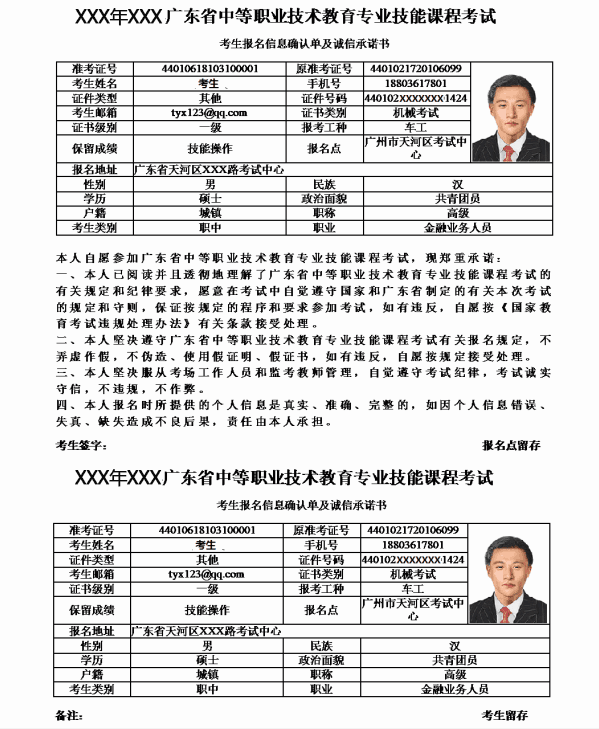 XXX年XXX广东省中等职业技术教育专业技能课程考试
考生报名信息确认单及诚信承诺书
准考证号 44010618103100001 原准考证号 4401021720106099
考生姓名 考生 手机号 18803617801
证件类型 其他 证件号码 440102XXXXXXX1424
考生邮箱 tyx123@qq.com 证书类别 机械考试
证书级别 一级 报考工种 车工
保留成绩 技能操作 报名点 广州市天河区考试中
心
报名地址 广东省天河区XXX路考试中心
性别 男 民族 汉
学历 硕士 政治面貌 共青团员
户籍 城镇 职称 高级
考生类别 职中 职业 金融业务人员
本人自愿参加广东省中等职业技术教育专业技能课程考试，现郑重承诺：
一、本人已阅读并且透彻地理解了广东省中等职业技术教育专业技能课程考试的
有关规定和纪律要求，愿意在考试中自觉遵守国家和广东省制定的有关本次考试
的规定和守则，保证按规定的程序和要求参加考试，如有违反，自愿按《国家教
育考试违规处理办法》有关条款接受处理。
二、本人坚决遵守广东省中等职业技术教育专业技能课程考试有关报名规定，不
弄虚作假，不伪造、使用假证明、假证书，如有违反，自愿按规定接受处理。
三、本人坚决服从考场工作人员和监考教师管理，自觉遵守考试纪律，考试诚实
守信，不违规，不作弊。
四、本人报名时所提供的个人信息是真实、准确、完整的，如因个人信息错误、
失真、缺失造成不良后果，责任由本人承担。
考生签字： 报名点留存
XXX年XXX广东省中等职业技术教育专业技能课程考试
考生报名信息确认单及诚信承诺书
准考证号 44010618103100001 原准考证号 4401021720106099
考生姓名 考生 手机号 18803617801
证件类型 其他 证件号码 440102XXXXXXX1424
考生邮箱 tyx123@qq.com 证书类别 机械考试
证书级别 一级 报考工种 车工
保留成绩 技能操作 报名点 广州市天河区考试中
心
报名地址 广东省天河区XXX路考试中心
性别 男 民族 汉
学历 硕士 政治面貌 共青团员
户籍 城镇 职称 高级
考生类别 职中 职业 金融业务人员
备注： 考生留存